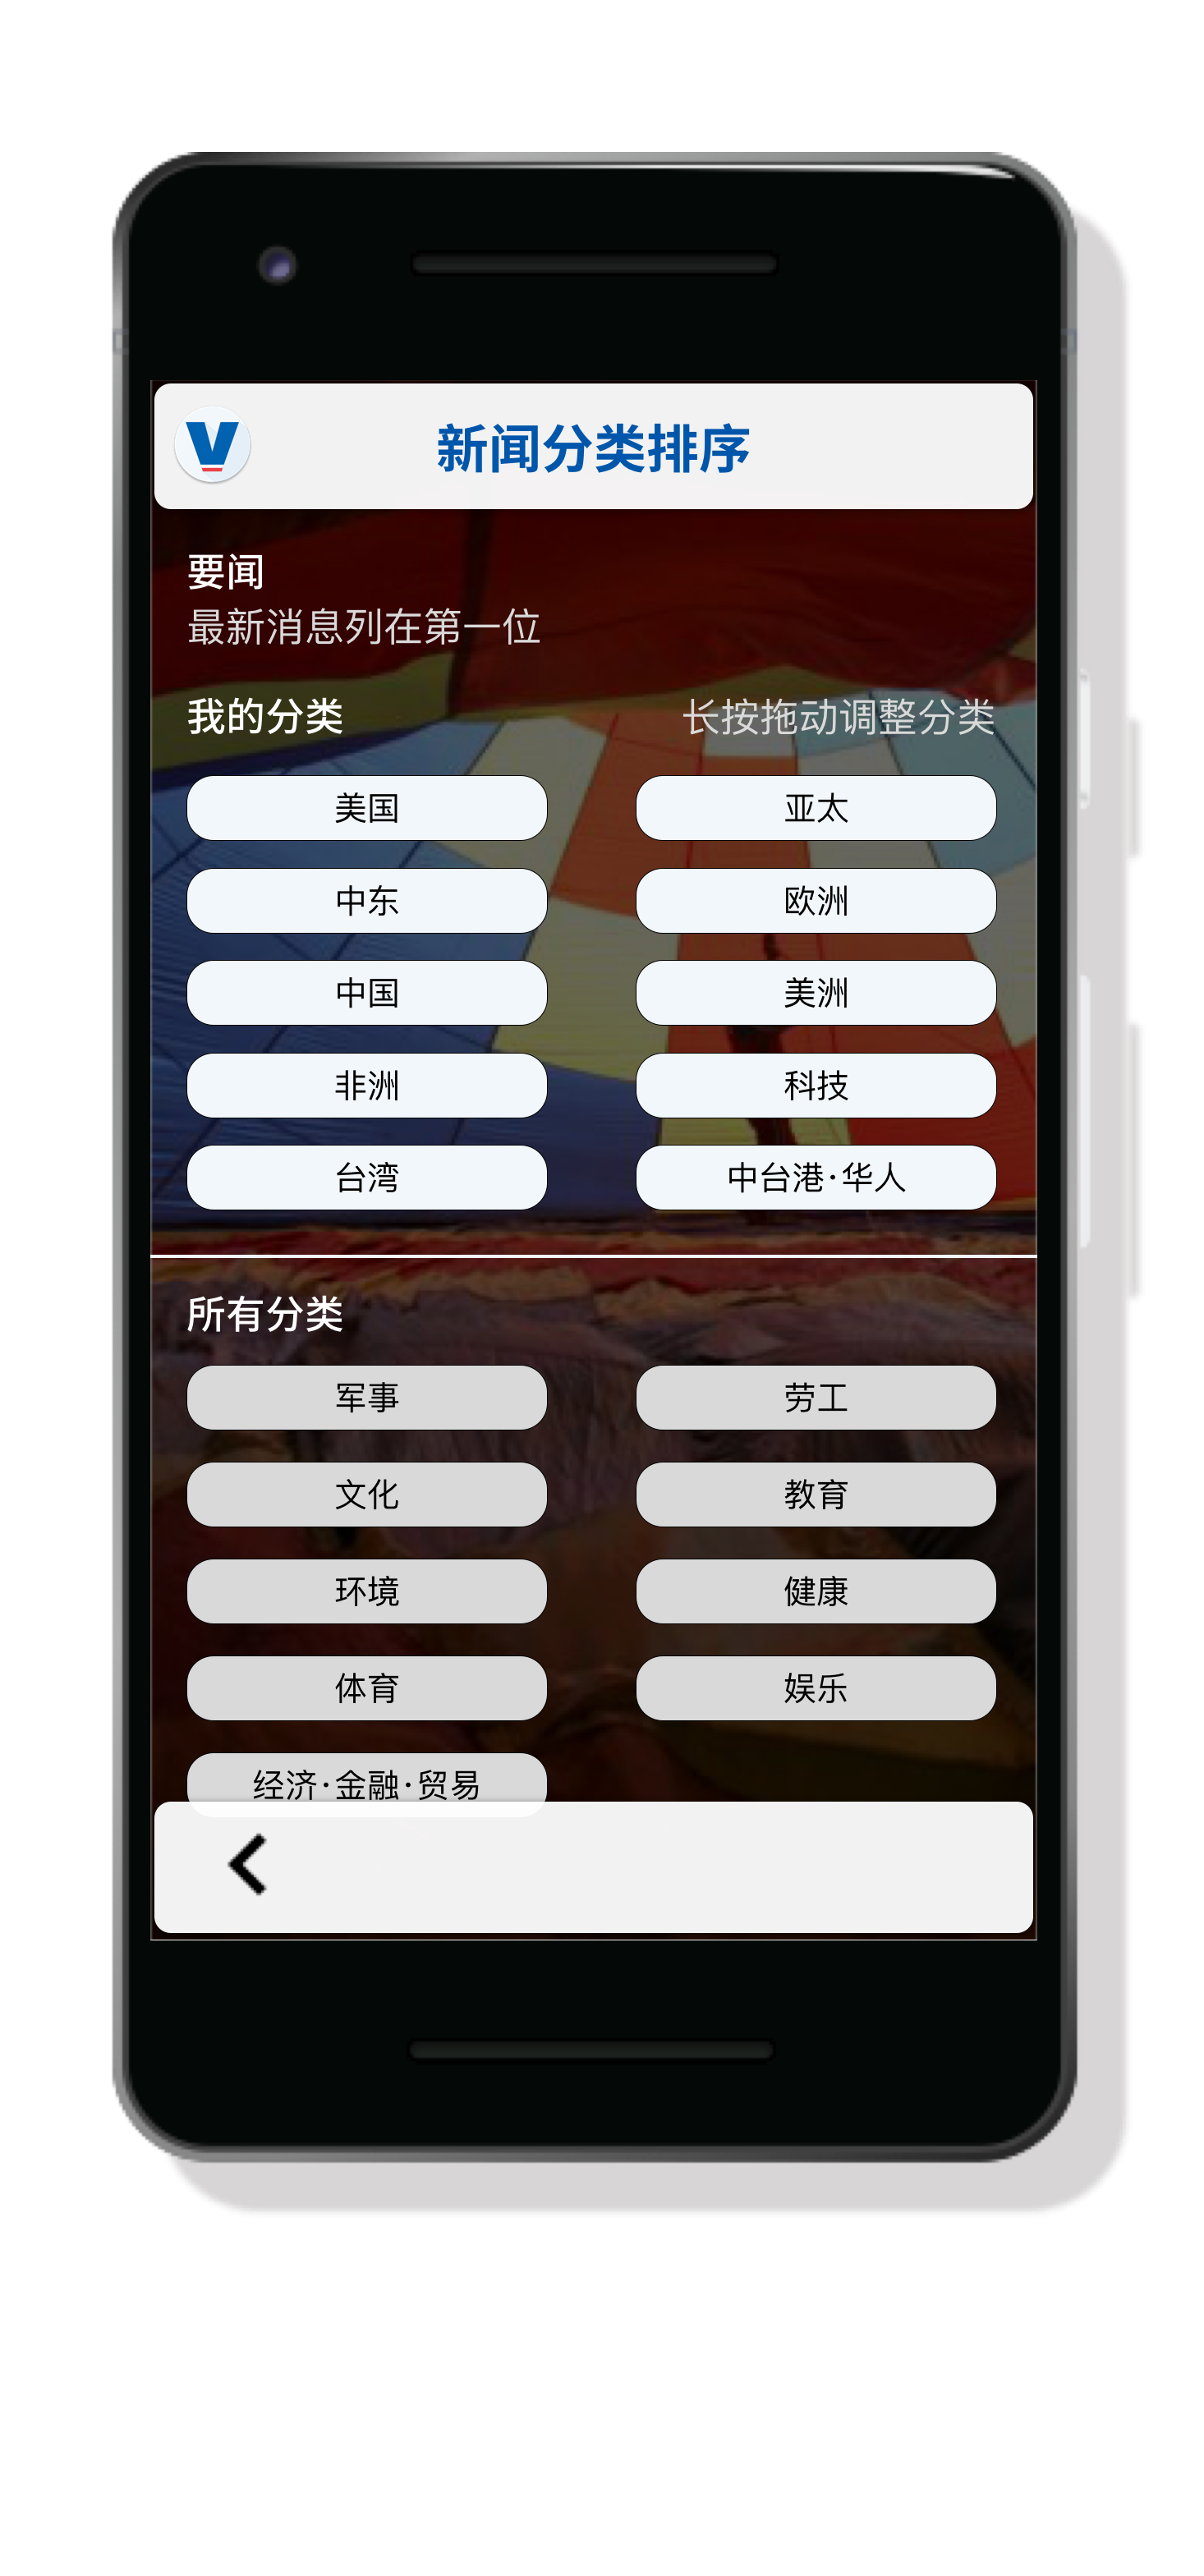 V
新闻分类排序
要闻
最新消息列在第一位
我的分类 长按拖动调整分类
美国 亚太
中东 欧洲
中国 美洲
非洲 科技
台湾 中台港·华人
所有分类
军事 劳工
文化 教育
环境 健康
体育 娱乐
经济·金融·贸易